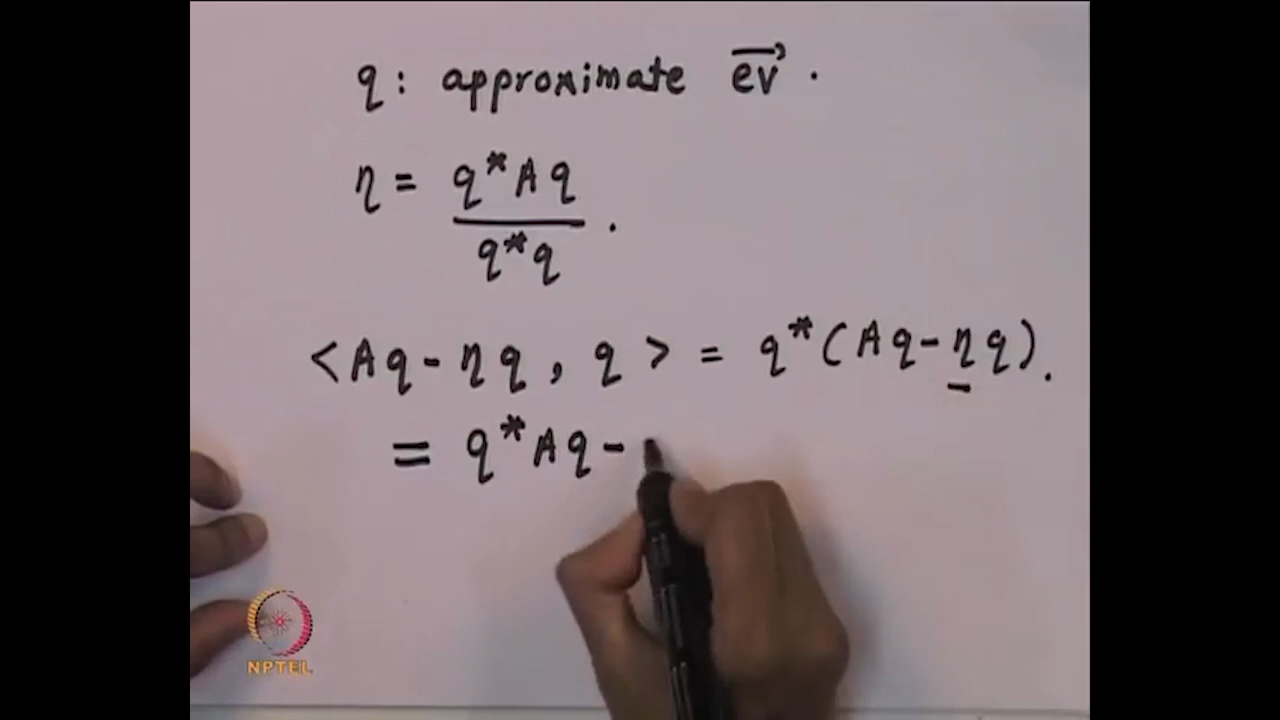 q: approximate ev⃗ .
η = q*Aq / q*q .
<Aq - ηq, q> = q*(Aq - ηq).
= q*Aq -
NPTEL